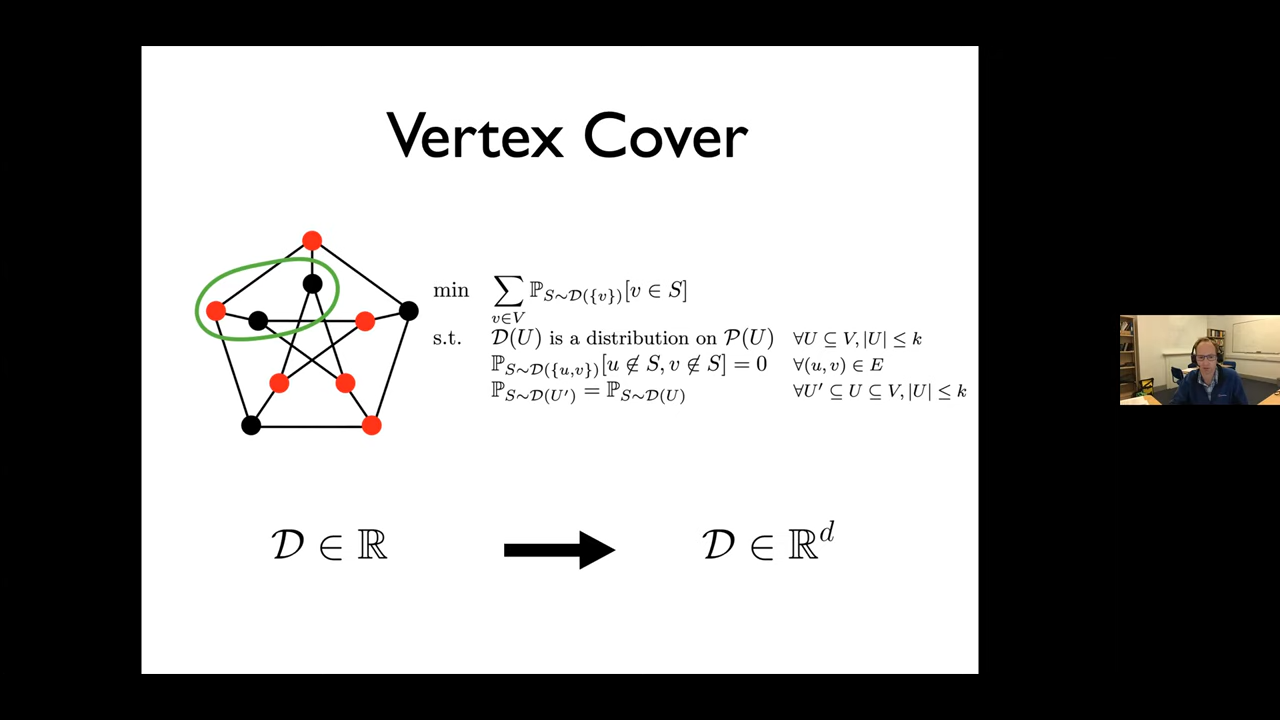 Vertex Cover
min ∑_{v∈V} ℙ_{S∼𝒟({v})}[v ∈ S]
s.t. 𝒟(U) is a distribution on 𝒫(U) ∀U ⊆ V, |U| ≤ k
ℙ_{S∼𝒟({u,v})}[u ∉ S, v ∉ S] = 0 ∀(u, v) ∈ E
ℙ_{S∼𝒟(U′)} = ℙ_{S∼𝒟(U)} ∀U′ ⊆ U ⊆ V, |U| ≤ k
𝒟 ∈ ℝ 𝒟 ∈ ℝ^d